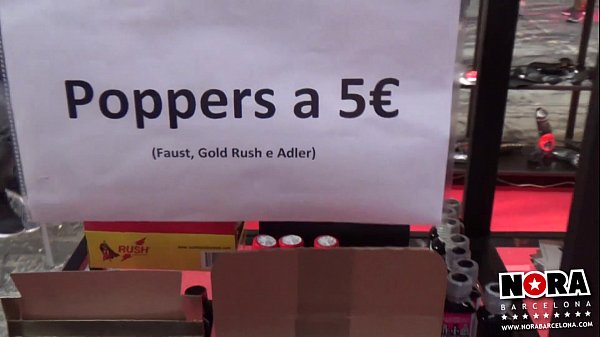 Poppers a 5€
(Faust, Gold Rush e Adler)
RUSH
NORA
BARCELONA
WWW.NORABARCELONA.COM